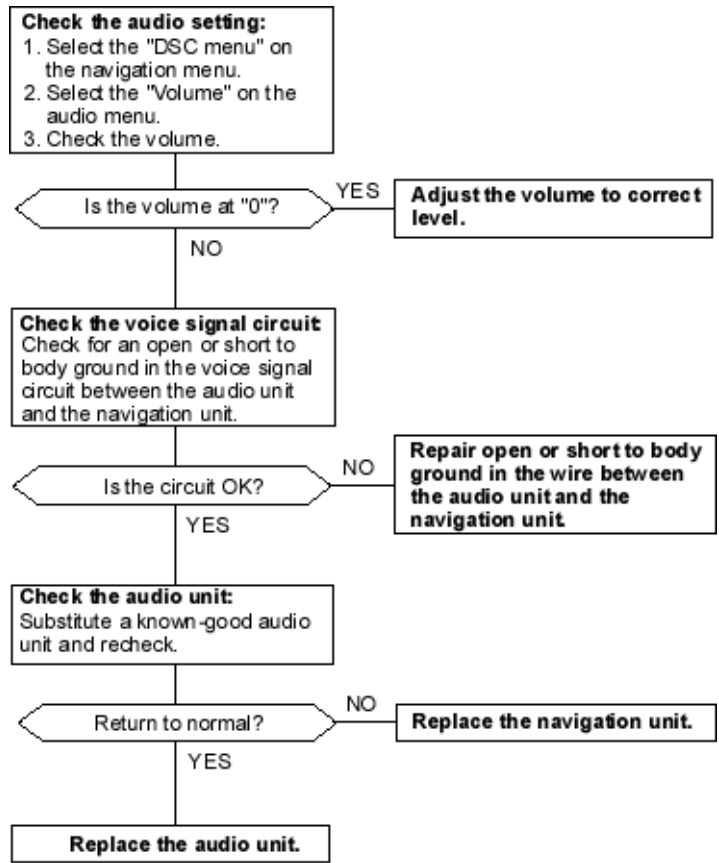 Check the audio setting:
1. Select the "DSC menu" on
the navigation menu.
2. Select the "Volume" on the
audio menu.
3. Check the volume.
Is the volume at "0"?
YES
Adjust the volume to correct
level.
NO
Check the voice signal circuit:
Check for an open or short to
body ground in the voice signal
circuit between the audio unit
and the navigation unit.
Is the circuit OK?
NO
Repair open or short to body
ground in the wire between
the audio unit and the
navigation unit.
YES
Check the audio unit:
Substitute a known-good audio
unit and recheck.
Return to normal?
NO
Replace the navigation unit.
YES
Replace the audio unit.